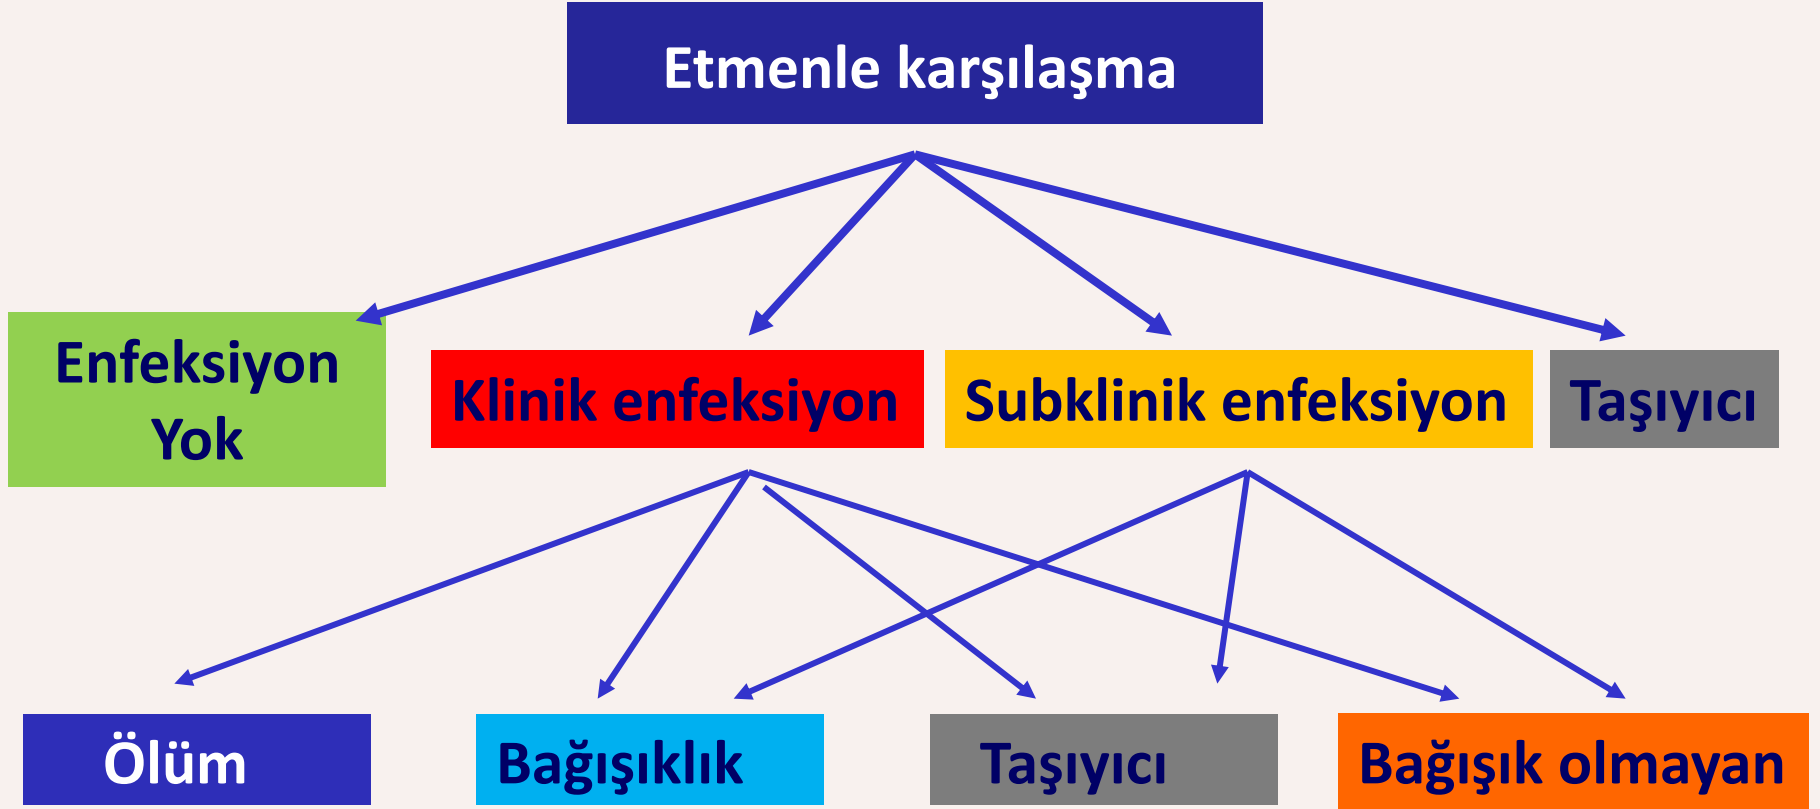 Etmenle karşılaşma
Enfeksiyon
Yok
Klinik enfeksiyon
Subklinik enfeksiyon
Taşıyıcı
Ölüm
Bağışıklık
Taşıyıcı
Bağışık olmayan